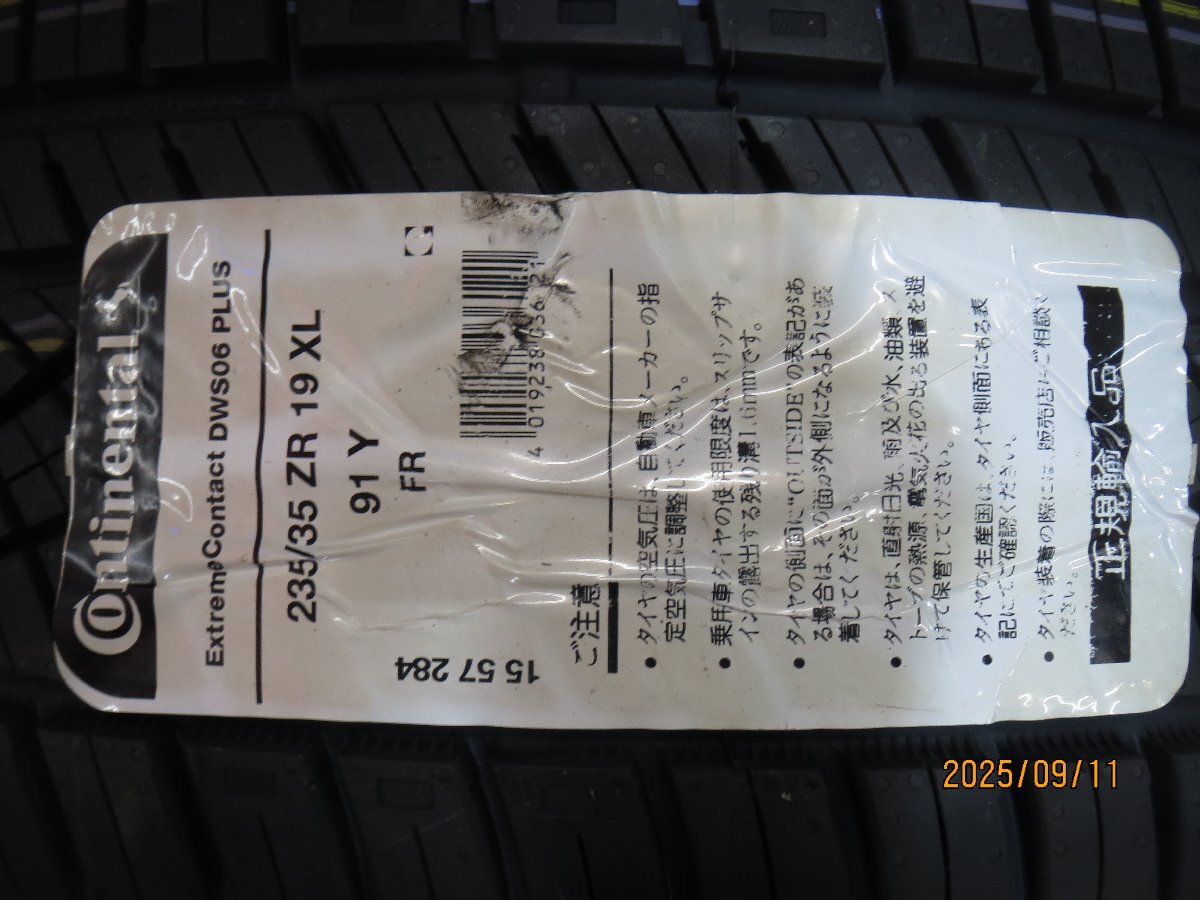 Continental
ExtremeContact DWS06 PLUS
235/35 ZR 19 XL
91 Y
FR
C
15 57 284
4 019238 036 21
ご注意
• タイヤの空気圧は、自動車メーカーの指
定空気圧に調整してください。
• 乗用車タイヤの使用限度は、スリップサ
インの露出する残り溝1.6mmです。
• タイヤの側面に"OUTSIDE"の表記があ
る場合は、その面が外側になるように装
着してください。
• タイヤは、直射日光、雨及び水、油類、ス
トーブの熱源、電気火花の出る装置を避
けて保管してください。
• タイヤの生産国は、タイヤ側面にある表
記にてご確認ください。
• タイヤ装着の際には、販売店にご相談く
ださい。
正規輸入品
2025/09/11